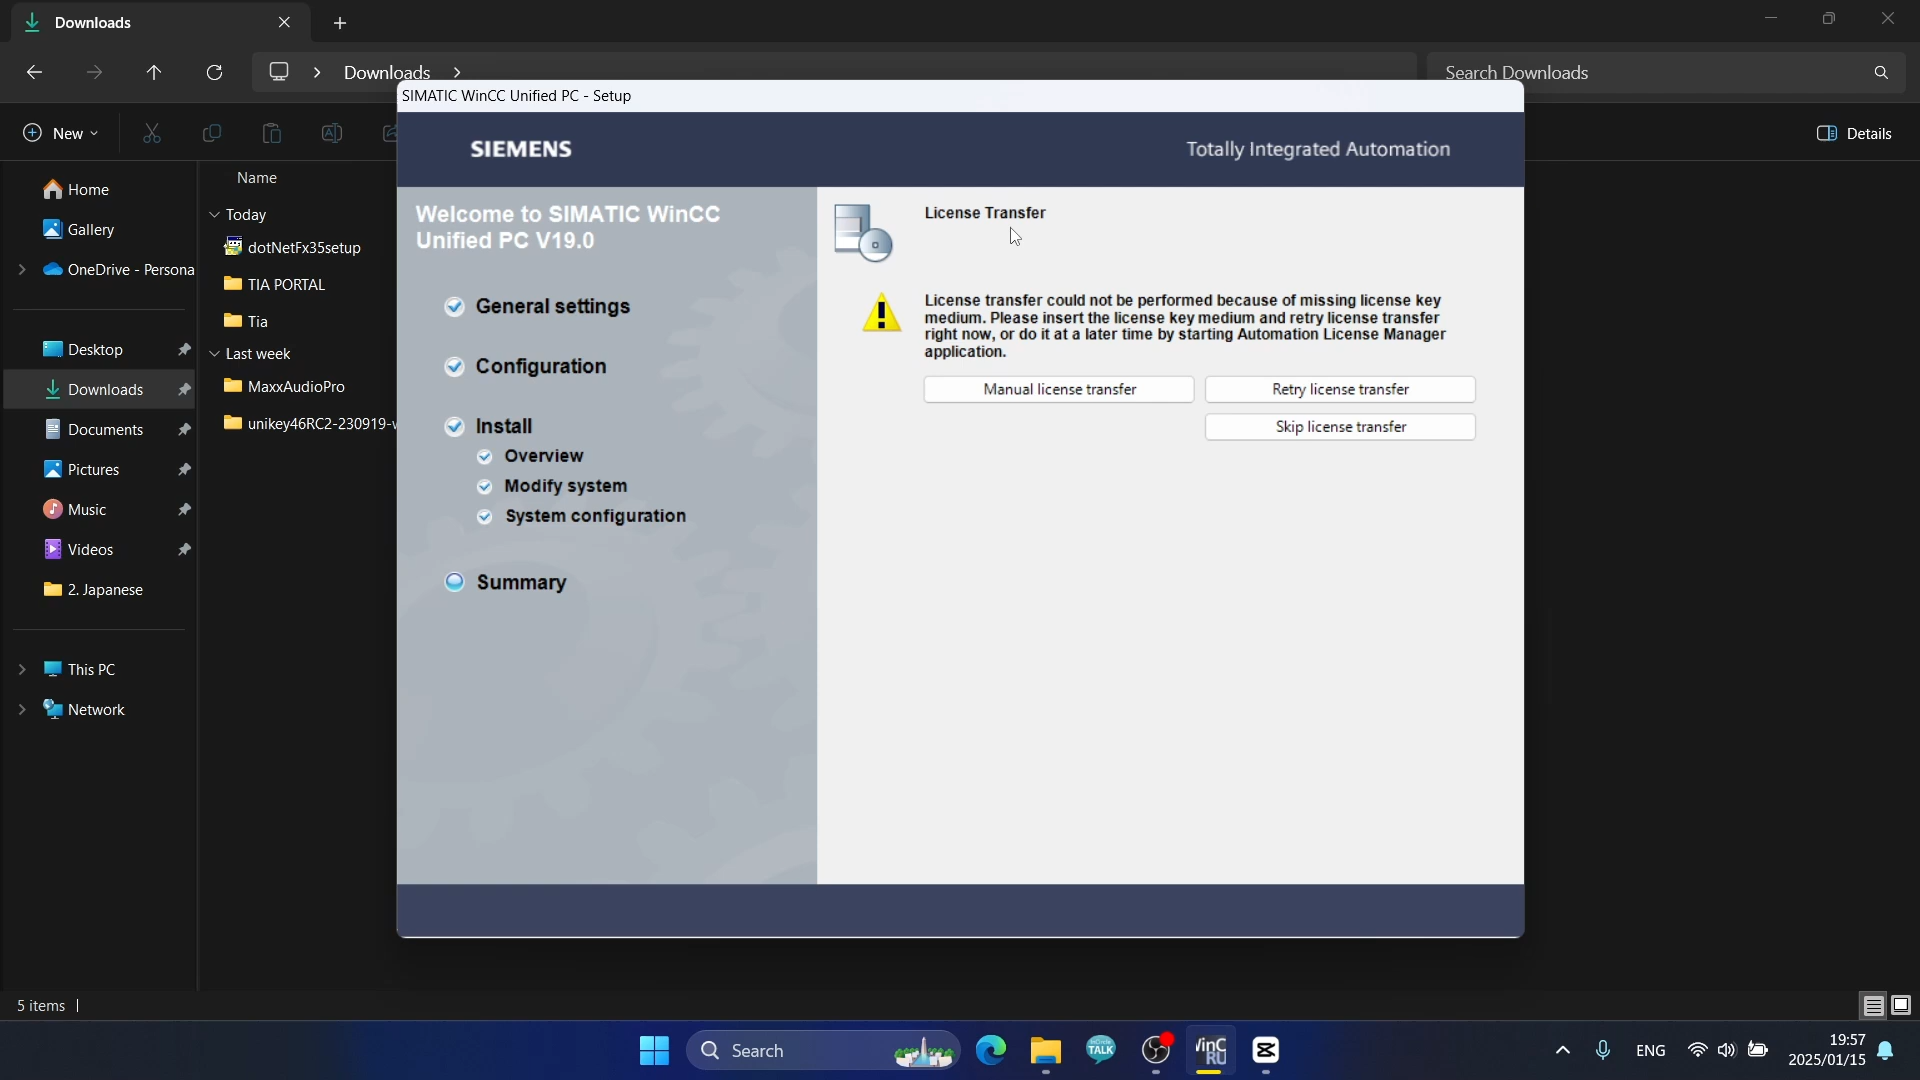 Downloads
Downloads
Search Downloads
New
Details
SIMATIC WinCC Unified PC - Setup
SIEMENS
Totally Integrated Automation
Home
Gallery
OneDrive - Persona
Desktop
Downloads
Documents
Pictures
Music
Videos
2. Japanese
This PC
Network
Name
Today
dotNetFx35setup
TIA PORTAL
Tia
Last week
MaxxAudioPro
unikey46RC2-230919-w
Welcome to SIMATIC WinCC
Unified PC V19.0
General settings
Configuration
Install
Overview
Modify system
System configuration
Summary
License Transfer
License transfer could not be performed because of missing license key
medium. Please insert the license key medium and retry license transfer
right now, or do it at a later time by starting Automation License Manager
application.
Manual license transfer
Retry license transfer
Skip license transfer
5 items
Search
TALK
ENG
19:57
2025/01/15